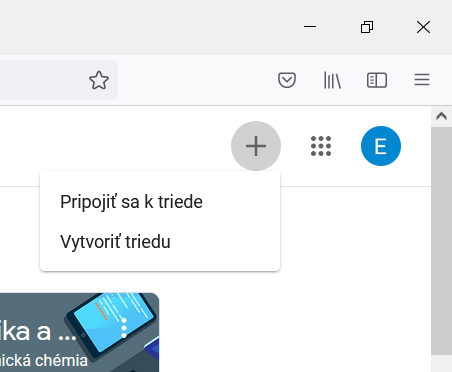 E
Pripojiť sa k triede
Vytvoriť triedu
ika a ...
nická chémia